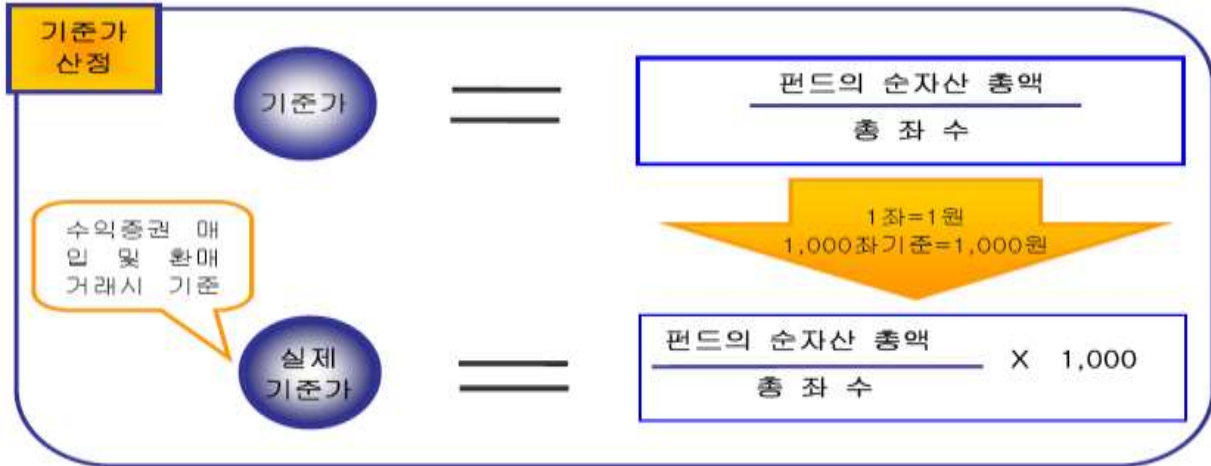 기준가
산정
기준가
펀드의 순자산 총액
총 좌 수
1좌=1원
1,000좌기준=1,000원
수익증권 매
입 및 환매
거래시 기준
실제
기준가
펀드의 순자산 총액
총 좌 수
X 1,000